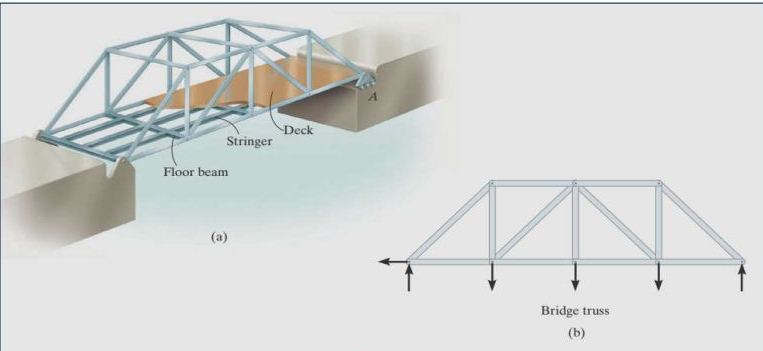 A
Deck
Stringer
Floor beam
(a)
Bridge truss
(b)